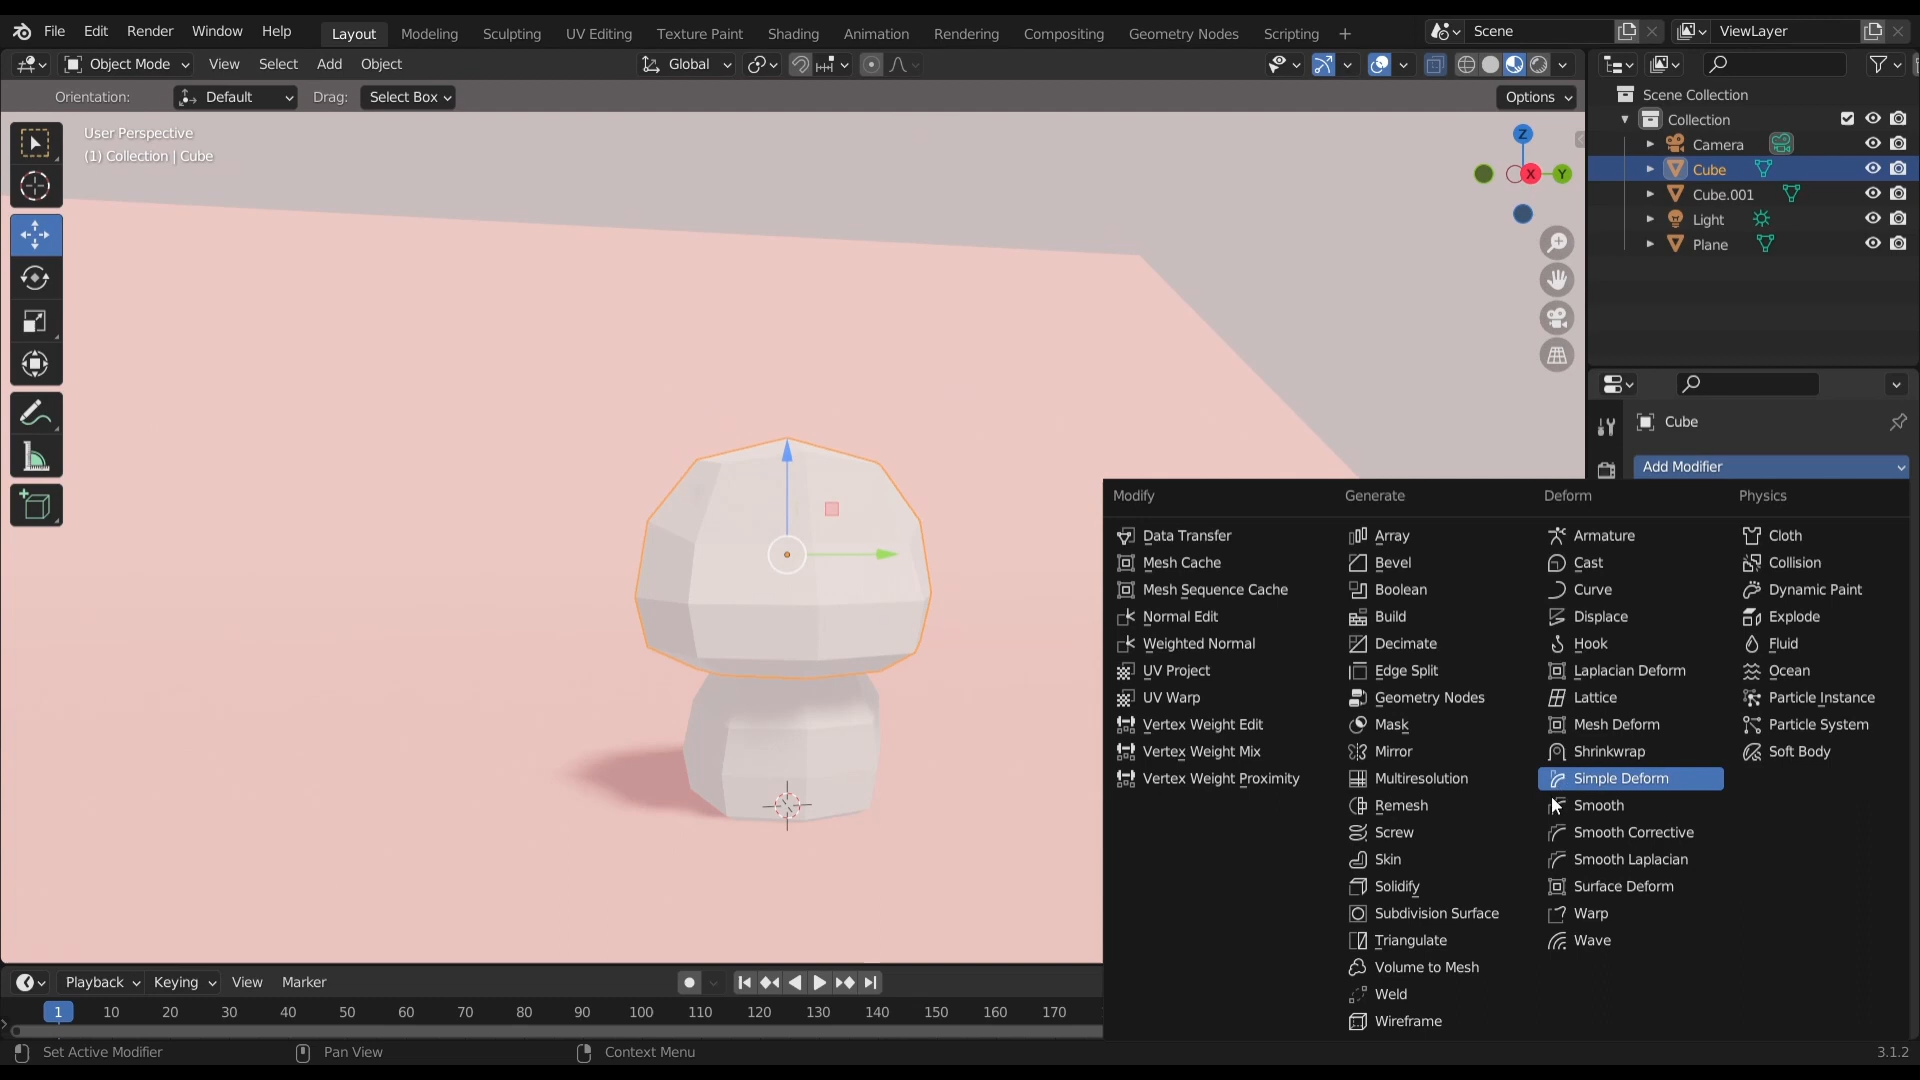 File Edit Render Window Help Layout Modeling Sculpting UV Editing Texture Paint Shading Animation Rendering Compositing Geometry Nodes Scripting + Scene ViewLayer
Object Mode View Select Add Object Global
Orientation: Default Drag: Select Box Options
User Perspective
(1) Collection | Cube
Z
X
Y
Scene Collection
Collection
Camera
Cube
Cube.001
Light
Plane
Cube
Add Modifier
Modify Generate Deform Physics
Data Transfer Array Armature Cloth
Mesh Cache Bevel Cast Collision
Mesh Sequence Cache Boolean Curve Dynamic Paint
Normal Edit Build Displace Explode
Weighted Normal Decimate Hook Fluid
UV Project Edge Split Laplacian Deform Ocean
UV Warp Geometry Nodes Lattice Particle Instance
Vertex Weight Edit Mask Mesh Deform Particle System
Vertex Weight Mix Mirror Shrinkwrap Soft Body
Vertex Weight Proximity Multiresolution Simple Deform
Remesh Smooth
Screw Smooth Corrective
Skin Smooth Laplacian
Solidify Surface Deform
Subdivision Surface Warp
Triangulate Wave
Volume to Mesh
Weld
Wireframe
Playback Keying View Marker
1 10 20 30 40 50 60 70 80 90 100 110 120 130 140 150 160 170
Set Active Modifier Pan View Context Menu 3.1.2